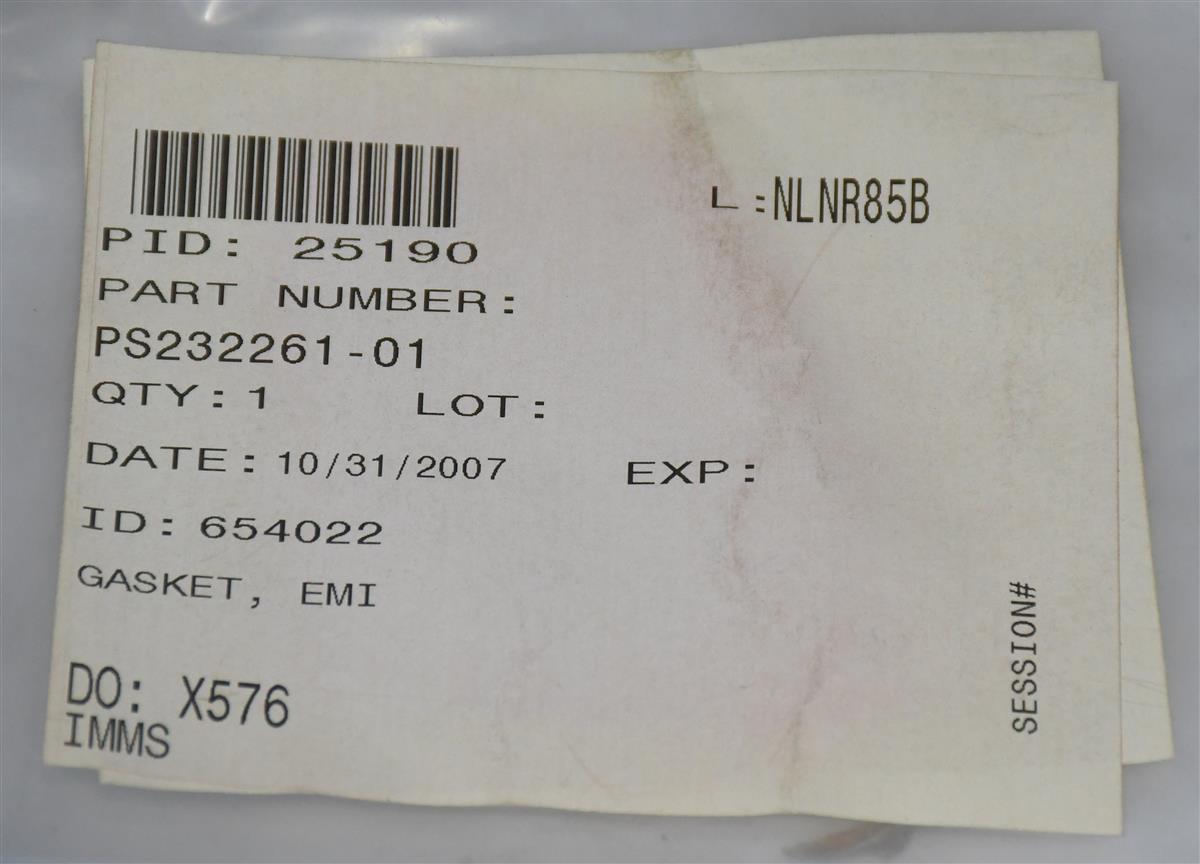 L:NLNR85B
PID: 25190
PART NUMBER:
PS232261-01
QTY: 1 LOT:
DATE: 10/31/2007 EXP:
ID: 654022
GASKET, EMI
DO: X576
IMMS
SESSION#